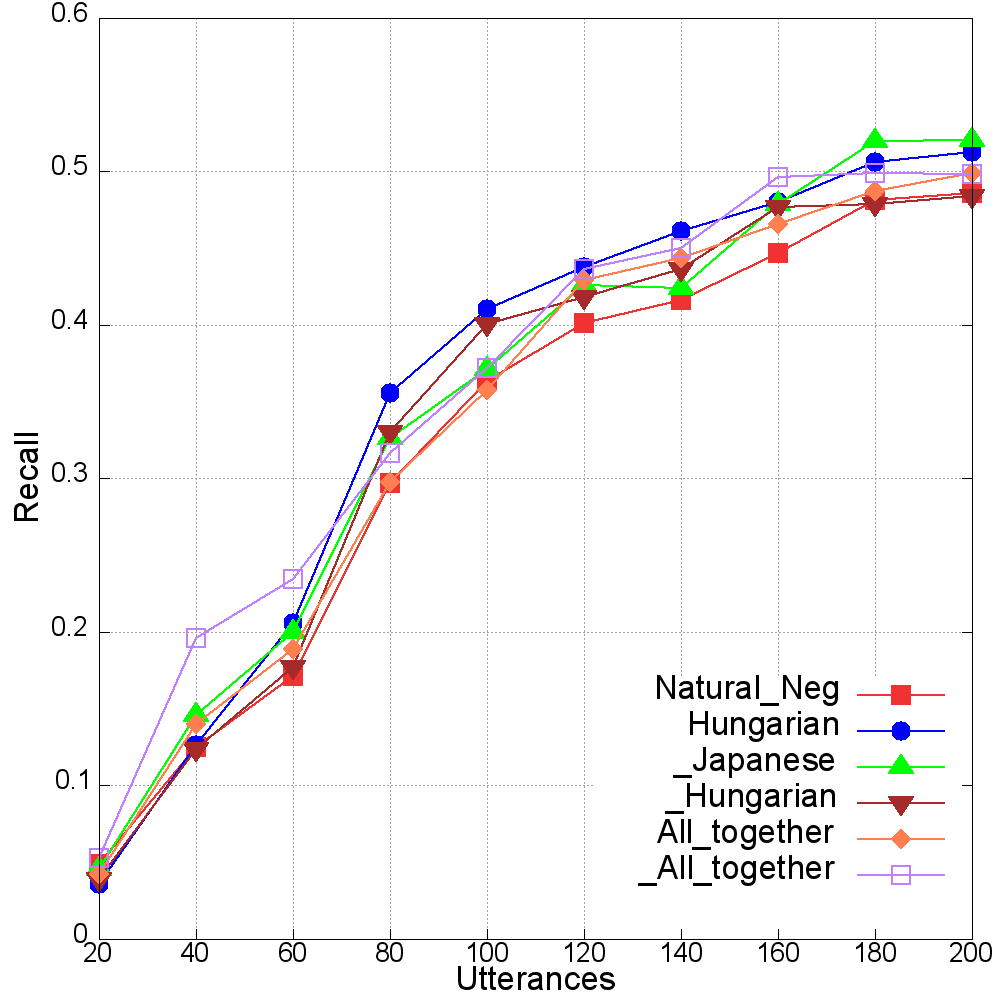 0.6
0.5
0.4
0.3
0.2
0.1
0
Recall
Natural_Neg
Hungarian
_Japanese
_Hungarian
All_together
_All_together
20 40 60 80 100 120 140 160 180 200
Utterances